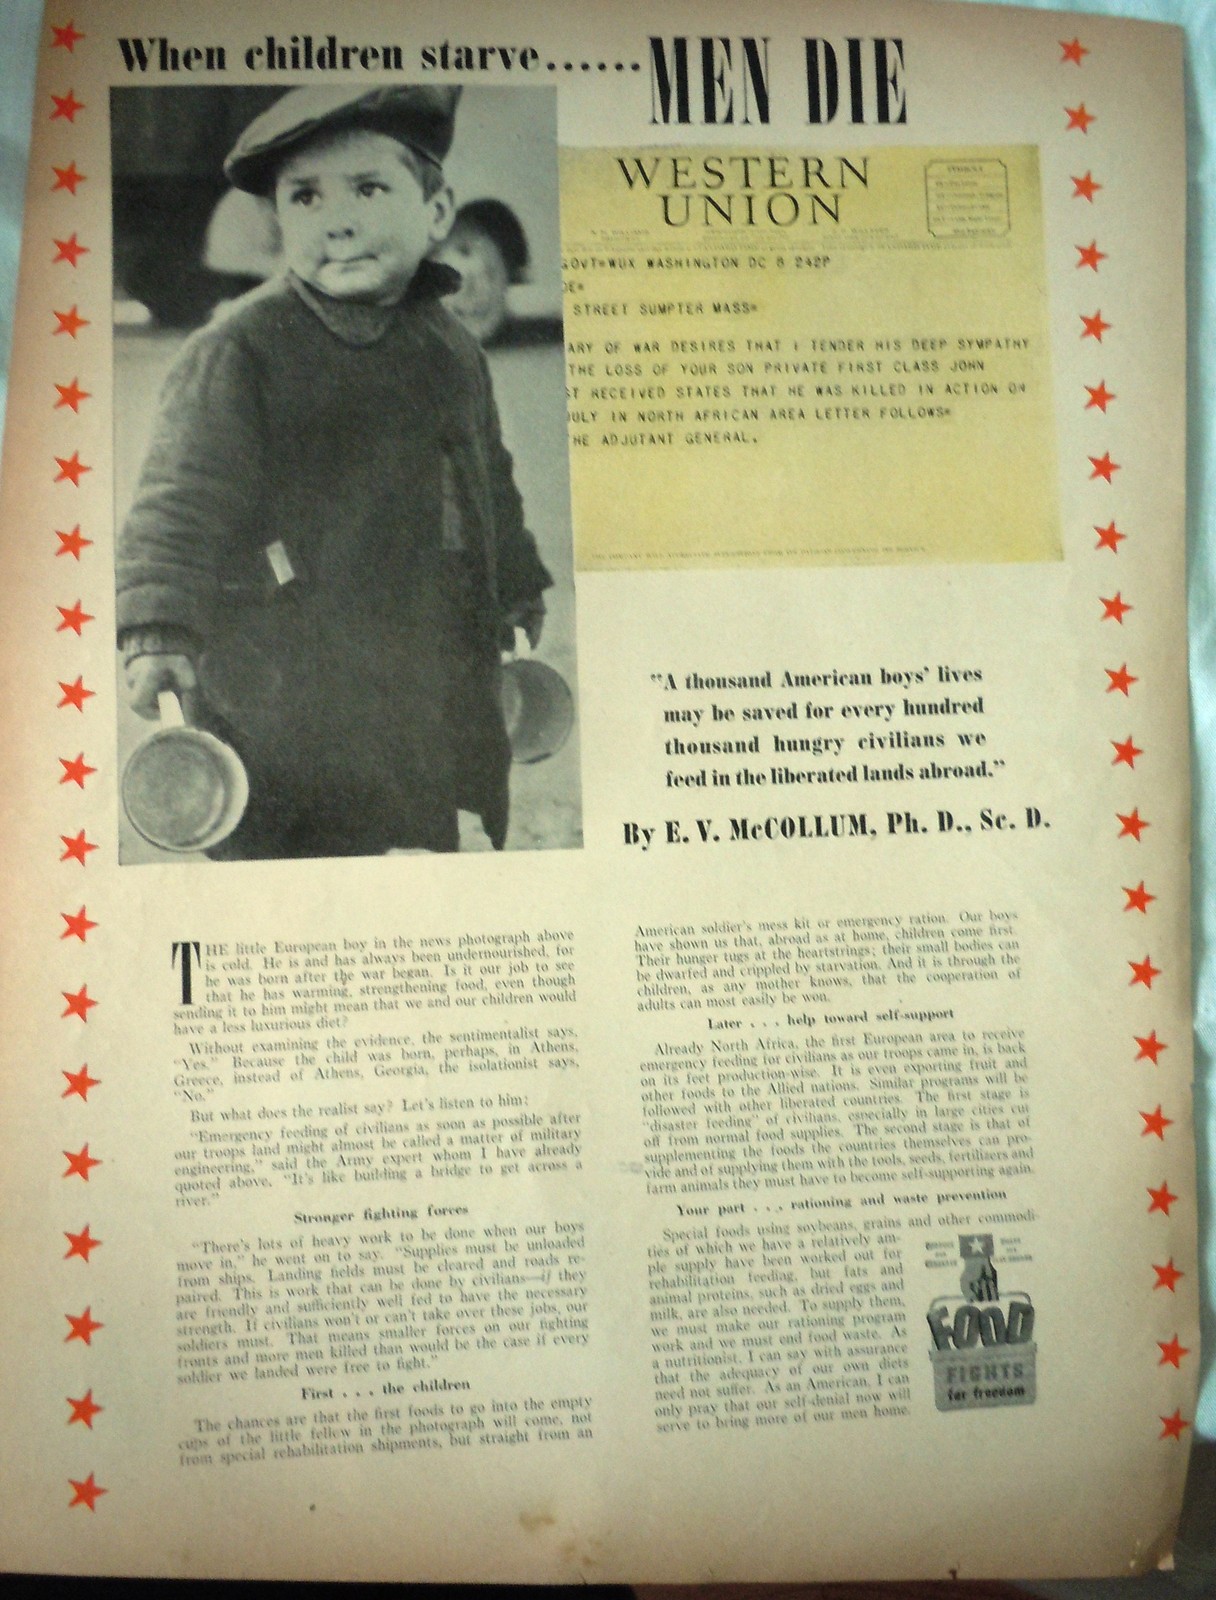 When children starve......MEN DIE
WESTERN
UNION
SYMBOLS
GOVT=WUX WASHINGTON DC 8 242P
DE=
STREET SUMPTER MASS=
ARY OF WAR DESIRES THAT I TENDER HIS DEEP SYMPATHY
THE LOSS OF YOUR SON PRIVATE FIRST CLASS JOHN
ST RECEIVED STATES THAT HE WAS KILLED IN ACTION ON
JULY IN NORTH AFRICAN AREA LETTER FOLLOWS=
HE ADJUTANT GENERAL.
"A thousand American boys' lives
may be saved for every hundred
thousand hungry civilians we
feed in the liberated lands abroad."
By E. V. McCOLLUM, Ph. D., Sc. D.
THE little European boy in the news photograph above
is cold. He is and has always been undernourished, for
he was born after the war began. Is it our job to see
that he has warming, strengthening food, even though
sending it to him might mean that we and our children would
have a less luxurious diet?
Without examining the evidence, the sentimentalist says,
"Yes." Because the child was born, perhaps, in Athens,
Greece, instead of Athens, Georgia, the isolationist says,
"No."
But what does the realist say? Let's listen to him:
"Emergency feeding of civilians as soon as possible after
our troops land might almost be called a matter of military
engineering," said the Army expert whom I have already
quoted above. "It's like building a bridge to get across a
river."
Stronger fighting forces
"There's lots of heavy work to be done when our boys
move in," he went on to say. "Supplies must be unloaded
from ships. Landing fields must be cleared and roads re-
paired. This is work that can be done by civilians—if they
are friendly and sufficiently well fed to have the necessary
strength. If civilians won't or can't take over these jobs, our
soldiers must. That means smaller forces on our fighting
fronts and more men killed than would be the case if every
soldier we landed were free to fight."
First . . . the children
The chances are that the first foods to go into the empty
cups of the little fellow in the photograph will come, not
from special rehabilitation shipments, but straight from an
American soldier's mess kit or emergency ration. Our boys
have shown us that, abroad as at home, children come first.
Their hunger tugs at the heartstrings; their small bodies can
be dwarfed and crippled by starvation. And it is through the
children, as any mother knows, that the cooperation of
adults can most easily be won.
Later . . . help toward self-support
Already North Africa, the first European area to receive
emergency feeding for civilians as our troops came in, is back
on its feet production-wise. It is even exporting fruit and
other foods to the Allied nations. Similar programs will be
followed with other liberated countries. The first stage is
"disaster feeding" of civilians, especially in large cities cut
off from normal food supplies. The second stage is that of
supplementing the foods the countries themselves can pro-
vide and of supplying them with the tools, seeds, fertilizers and
farm animals they must have to become self-supporting again.
Your part . . . rationing and waste prevention
Special foods using soybeans, grains and other commodi-
ties of which we have a relatively am-
ple supply have been worked out for
rehabilitation feeding, but fats and
animal proteins, such as dried eggs and
milk, are also needed. To supply them,
we must make our rationing program
work and we must end food waste. As
a nutritionist, I can say with assurance
that the adequacy of our own diets
need not suffer. As an American, I can
only pray that our self-denial now will
serve to bring more of our men home.
FOOD
FIGHTS
for freedom